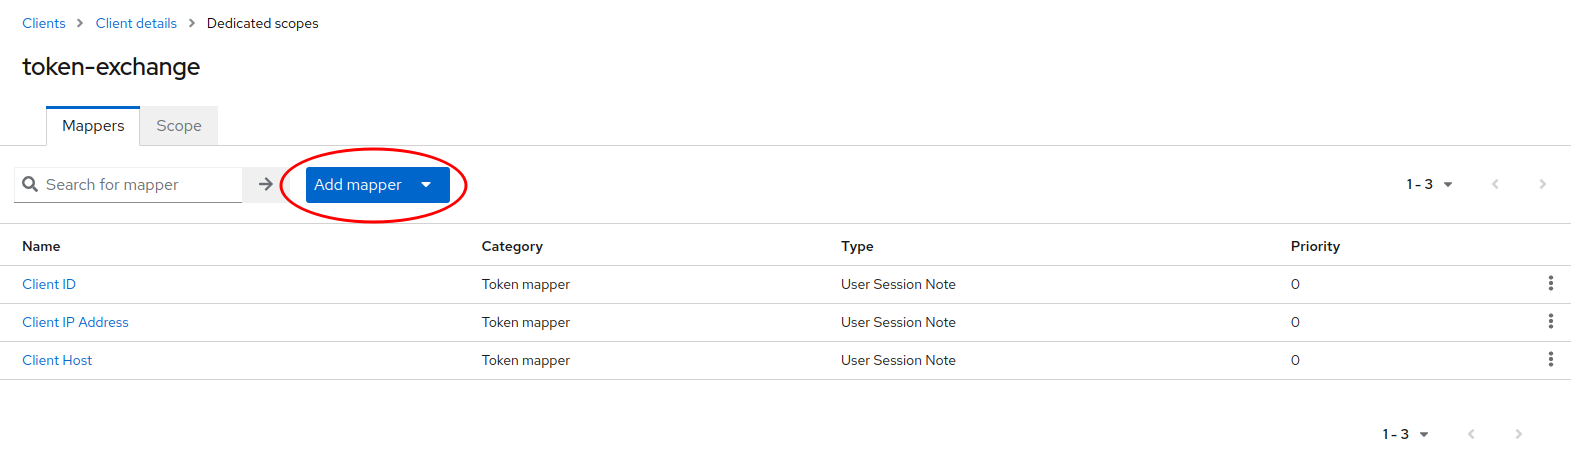 Clients > Client details > Dedicated scopes
token-exchange
Mappers Scope
Search for mapper Add mapper 1 - 3
Name Category Type Priority
Client ID Token mapper User Session Note 0
Client IP Address Token mapper User Session Note 0
Client Host Token mapper User Session Note 0
1 - 3